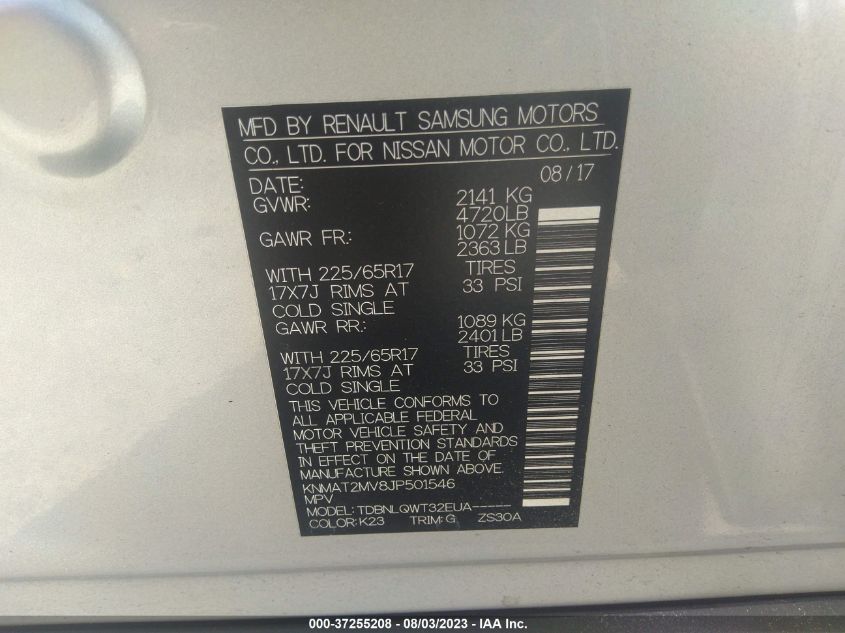 MFD BY RENAULT SAMSUNG MOTORS
CO., LTD. FOR NISSAN MOTOR CO., LTD.
DATE: 08/17
GVWR: 2141 KG
4720LB
GAWR FR.: 1072 KG
2363 LB
WITH 225/65R17 TIRES
17X7J RIMS AT 33 PSI
COLD SINGLE
GAWR RR.: 1089 KG
2401 LB
WITH 225/65R17 TIRES
17X7J RIMS AT 33 PSI
COLD SINGLE
THIS VEHICLE CONFORMS TO
ALL APPLICABLE FEDERAL
MOTOR VEHICLE SAFETY AND
THEFT PREVENTION STANDARDS
IN EFFECT ON THE DATE OF
MANUFACTURE SHOWN ABOVE.
KNMAT2MV8JP501546
MPV
MODEL: TDBNLQWT32EUA-----
COLOR: K23 TRIM: G ZS30A
000-37255208 - 08/03/2023 - IAA Inc.